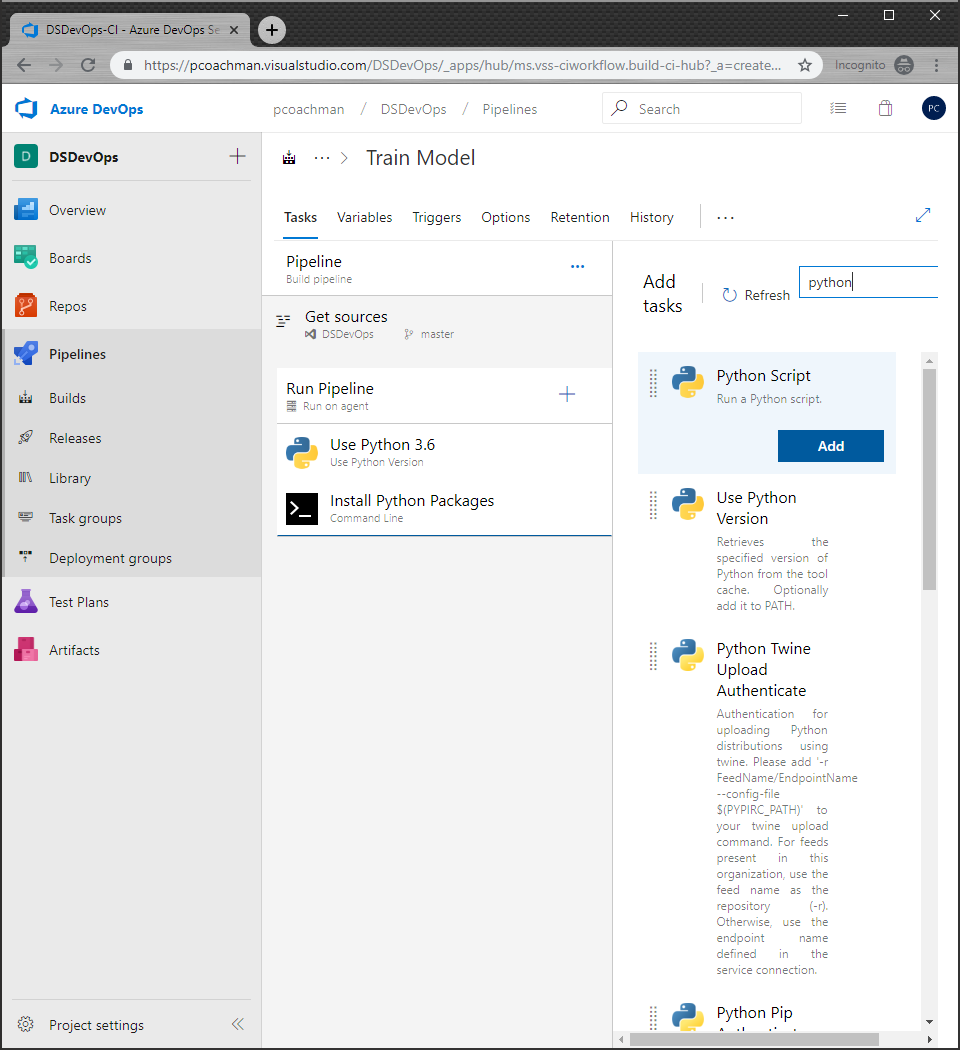 DSDevOps-CI - Azure DevOps Se
https://pcoachman.visualstudio.com/DSDevOps/_apps/hub/ms.vss-ciworkflow.build-ci-hub?_a=create...
Incognito
Azure DevOps
pcoachman / DSDevOps / Pipelines
Search
PC
D
DSDevOps
Overview
Boards
Repos
Pipelines
Builds
Releases
Library
Task groups
Deployment groups
Test Plans
Artifacts
Project settings
... > Train Model
Tasks Variables Triggers Options Retention History ...
Pipeline
Build pipeline
Get sources
DSDevOps master
Run Pipeline
Run on agent
Use Python 3.6
Use Python Version
Install Python Packages
Command Line
Add
tasks
Refresh
python
Python Script
Run a Python script.
Add
Use Python
Version
Retrieves the
specified version of
Python from the tool
cache. Optionally
add it to PATH.
Python Twine
Upload
Authenticate
Authentication for
uploading Python
distributions using
twine. Please add '-r
FeedName/EndpointName
--config-file
$(PYPIRC_PATH)' to
your twine upload
command. For feeds
present in this
organization, use the
feed name as the
repository (-r).
Otherwise, use the
endpoint name
defined in the
service connection.
Python Pip